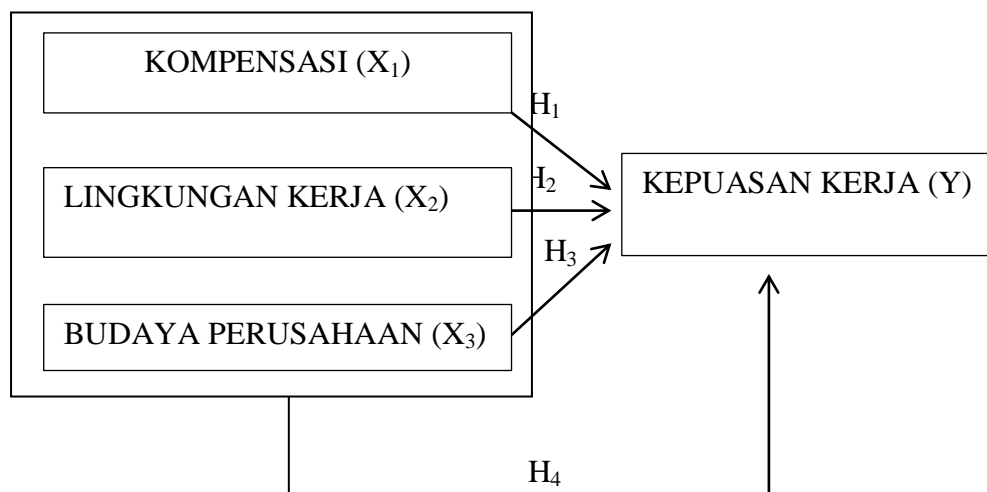 KOMPENSASI (X₁)
H₁
LINGKUNGAN KERJA (X₂)
H₂
KEPUASAN KERJA (Y)
H₃
BUDAYA PERUSAHAAN (X₃)
H₄